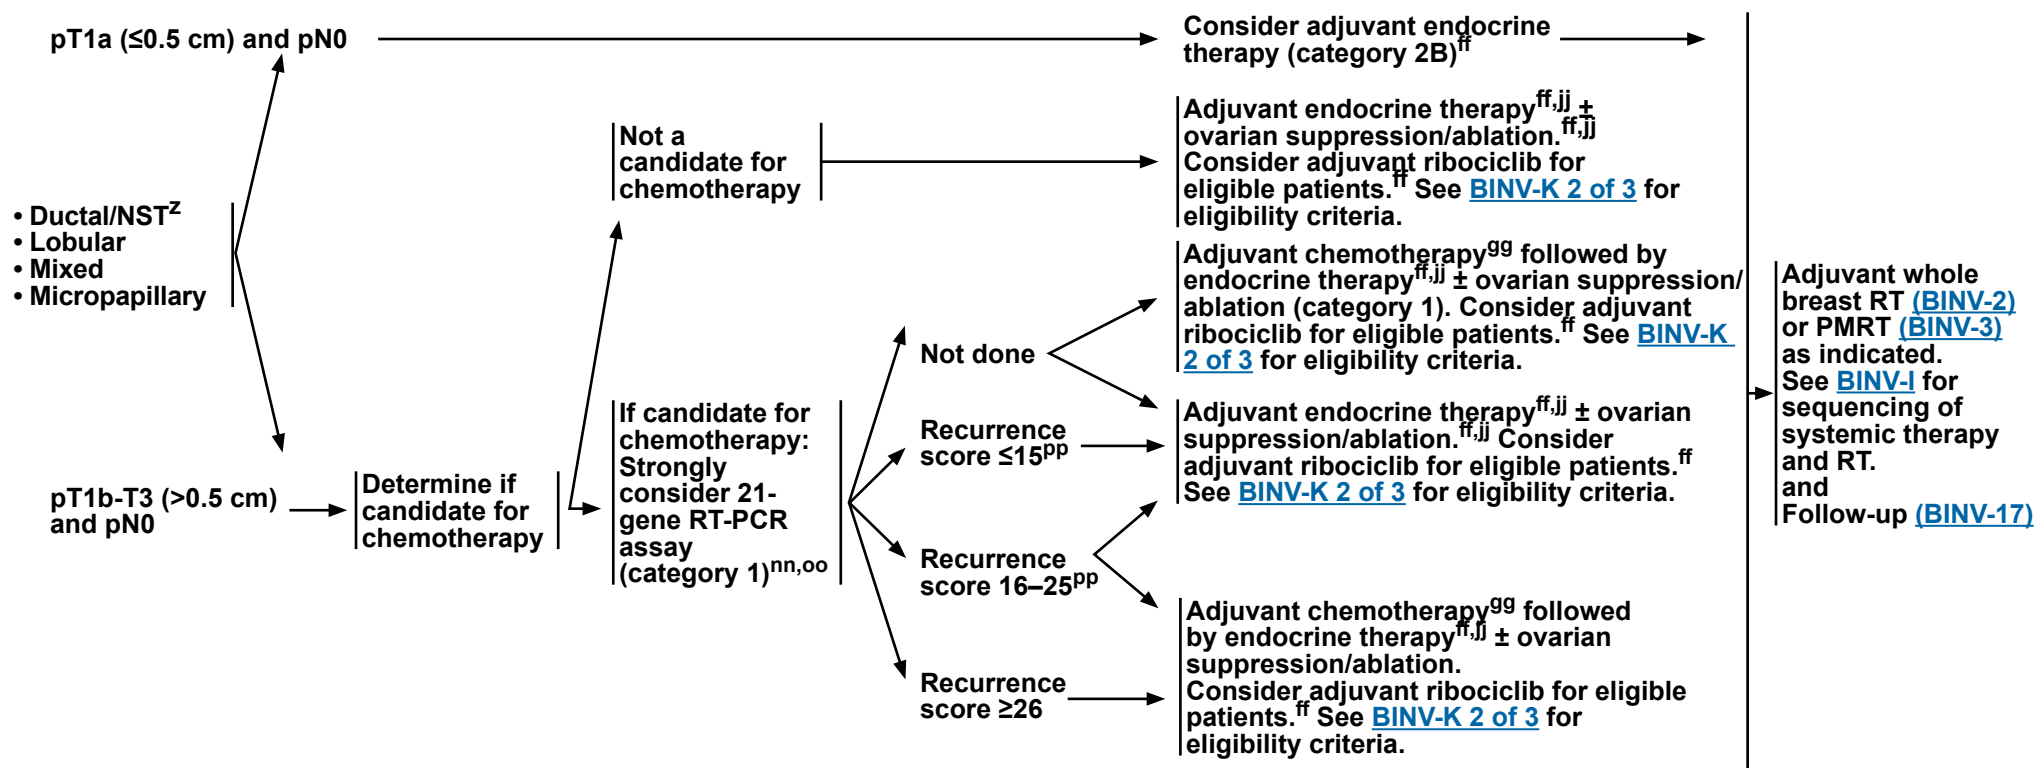 pT1a (≤0.5 cm) and pN0
Consider adjuvant endocrine
therapy (category 2B)ff
Not a
candidate for
chemotherapy
Adjuvant endocrine therapyff,jj ±
ovarian suppression/ablation.ff,jj
Consider adjuvant ribociclib for
eligible patients.ff See BINV-K 2 of 3 for
eligibility criteria.
• Ductal/NSTz
• Lobular
• Mixed
• Micropapillary
Adjuvant chemotherapygg followed by
endocrine therapyff,jj ± ovarian suppression/
ablation (category 1). Consider adjuvant
ribociclib for eligible patients.ff See BINV-K
2 of 3 for eligibility criteria.
Not done
pT1b-T3 (>0.5 cm)
and pN0
Determine if
candidate for
chemotherapy
If candidate for
chemotherapy:
Strongly
consider 21-
gene RT-PCR
assay
(category 1)nn,oo
Recurrence
score ≤15pp
Adjuvant endocrine therapyff,jj ± ovarian
suppression/ablation.ff,jj Consider
adjuvant ribociclib for eligible patients.ff
See BINV-K 2 of 3 for eligibility criteria.
Recurrence
score 16–25pp
Recurrence
score ≥26
Adjuvant chemotherapygg followed
by endocrine therapyff,jj ± ovarian
suppression/ablation.
Consider adjuvant ribociclib for eligible
patients.ff See BINV-K 2 of 3 for
eligibility criteria.
Adjuvant whole
breast RT (BINV-2)
or PMRT (BINV-3)
as indicated.
See BINV-I for
sequencing of
systemic therapy
and RT.
and
Follow-up (BINV-17)